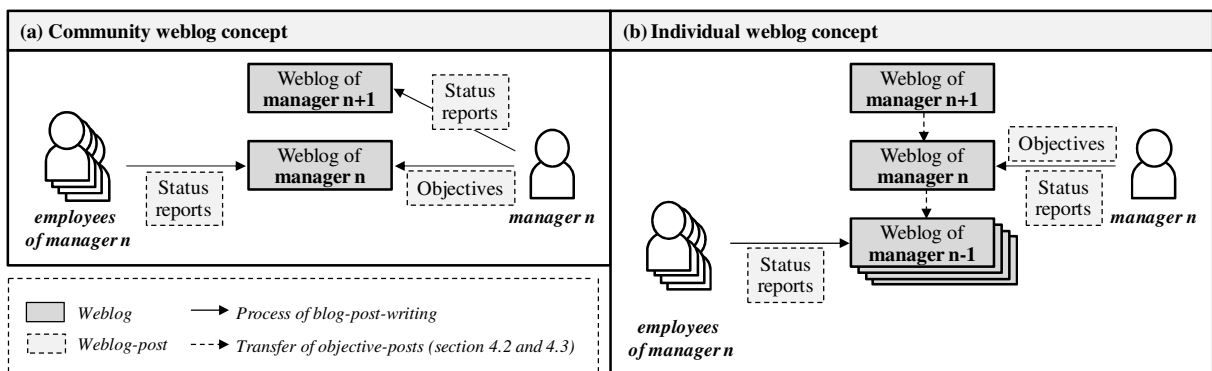 (a) Community weblog concept
Weblog of
manager n+1
Status
reports
Weblog of
manager n
Status
reports
Objectives
employees
of manager n
manager n
Weblog
Process of blog-post-writing
Weblog-post
Transfer of objective-posts (section 4.2 and 4.3)
(b) Individual weblog concept
Weblog of
manager n+1
Weblog of
manager n
Objectives
Status
reports
manager n
Weblog of
manager n-1
Status
reports
employees
of manager n